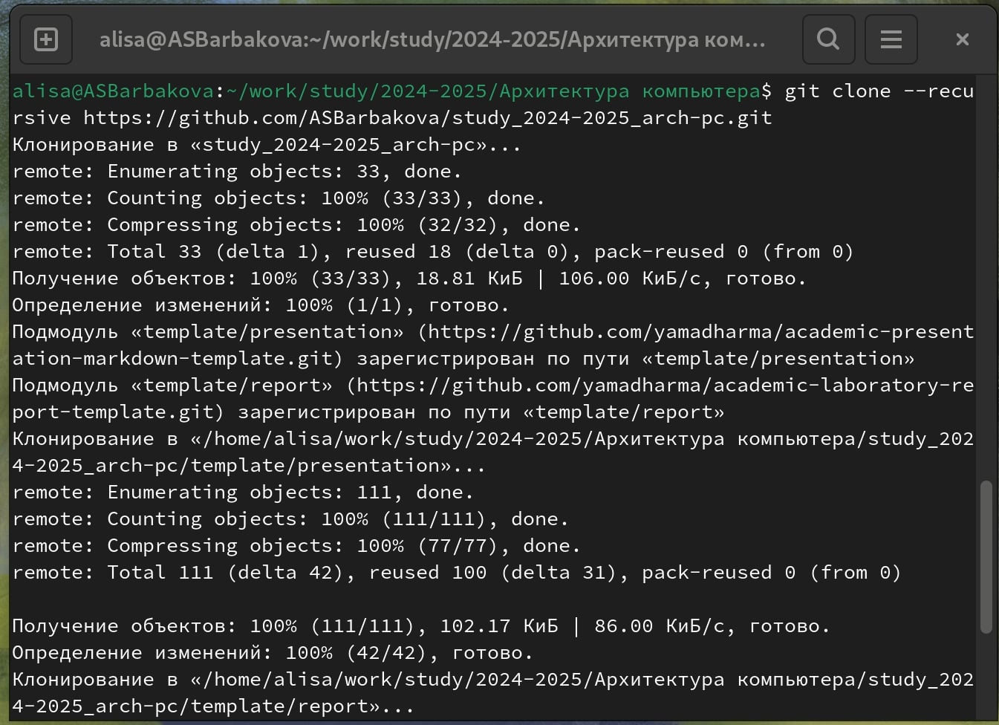 alisa@ASBarbakova:~/work/study/2024-2025/Архитектура ком...
alisa@ASBarbakova:~/work/study/2024-2025/Архитектура компьютера$ git clone --recu
rsive https://github.com/ASBarbakova/study_2024-2025_arch-pc.git
Клонирование в «study_2024-2025_arch-pc»...
remote: Enumerating objects: 33, done.
remote: Counting objects: 100% (33/33), done.
remote: Compressing objects: 100% (32/32), done.
remote: Total 33 (delta 1), reused 18 (delta 0), pack-reused 0 (from 0)
Получение объектов: 100% (33/33), 18.81 КиБ | 106.00 КиБ/с, готово.
Определение изменений: 100% (1/1), готово.
Подмодуль «template/presentation» (https://github.com/yamadharma/academic-present
ation-markdown-template.git) зарегистрирован по пути «template/presentation»
Подмодуль «template/report» (https://github.com/yamadharma/academic-laboratory-re
port-template.git) зарегистрирован по пути «template/report»
Клонирование в «/home/alisa/work/study/2024-2025/Архитектура компьютера/study_202
4-2025_arch-pc/template/presentation»...
remote: Enumerating objects: 111, done.
remote: Counting objects: 100% (111/111), done.
remote: Compressing objects: 100% (77/77), done.
remote: Total 111 (delta 42), reused 100 (delta 31), pack-reused 0 (from 0)
Получение объектов: 100% (111/111), 102.17 КиБ | 86.00 КиБ/с, готово.
Определение изменений: 100% (42/42), готово.
Клонирование в «/home/alisa/work/study/2024-2025/Архитектура компьютера/study_202
4-2025_arch-pc/template/report»...